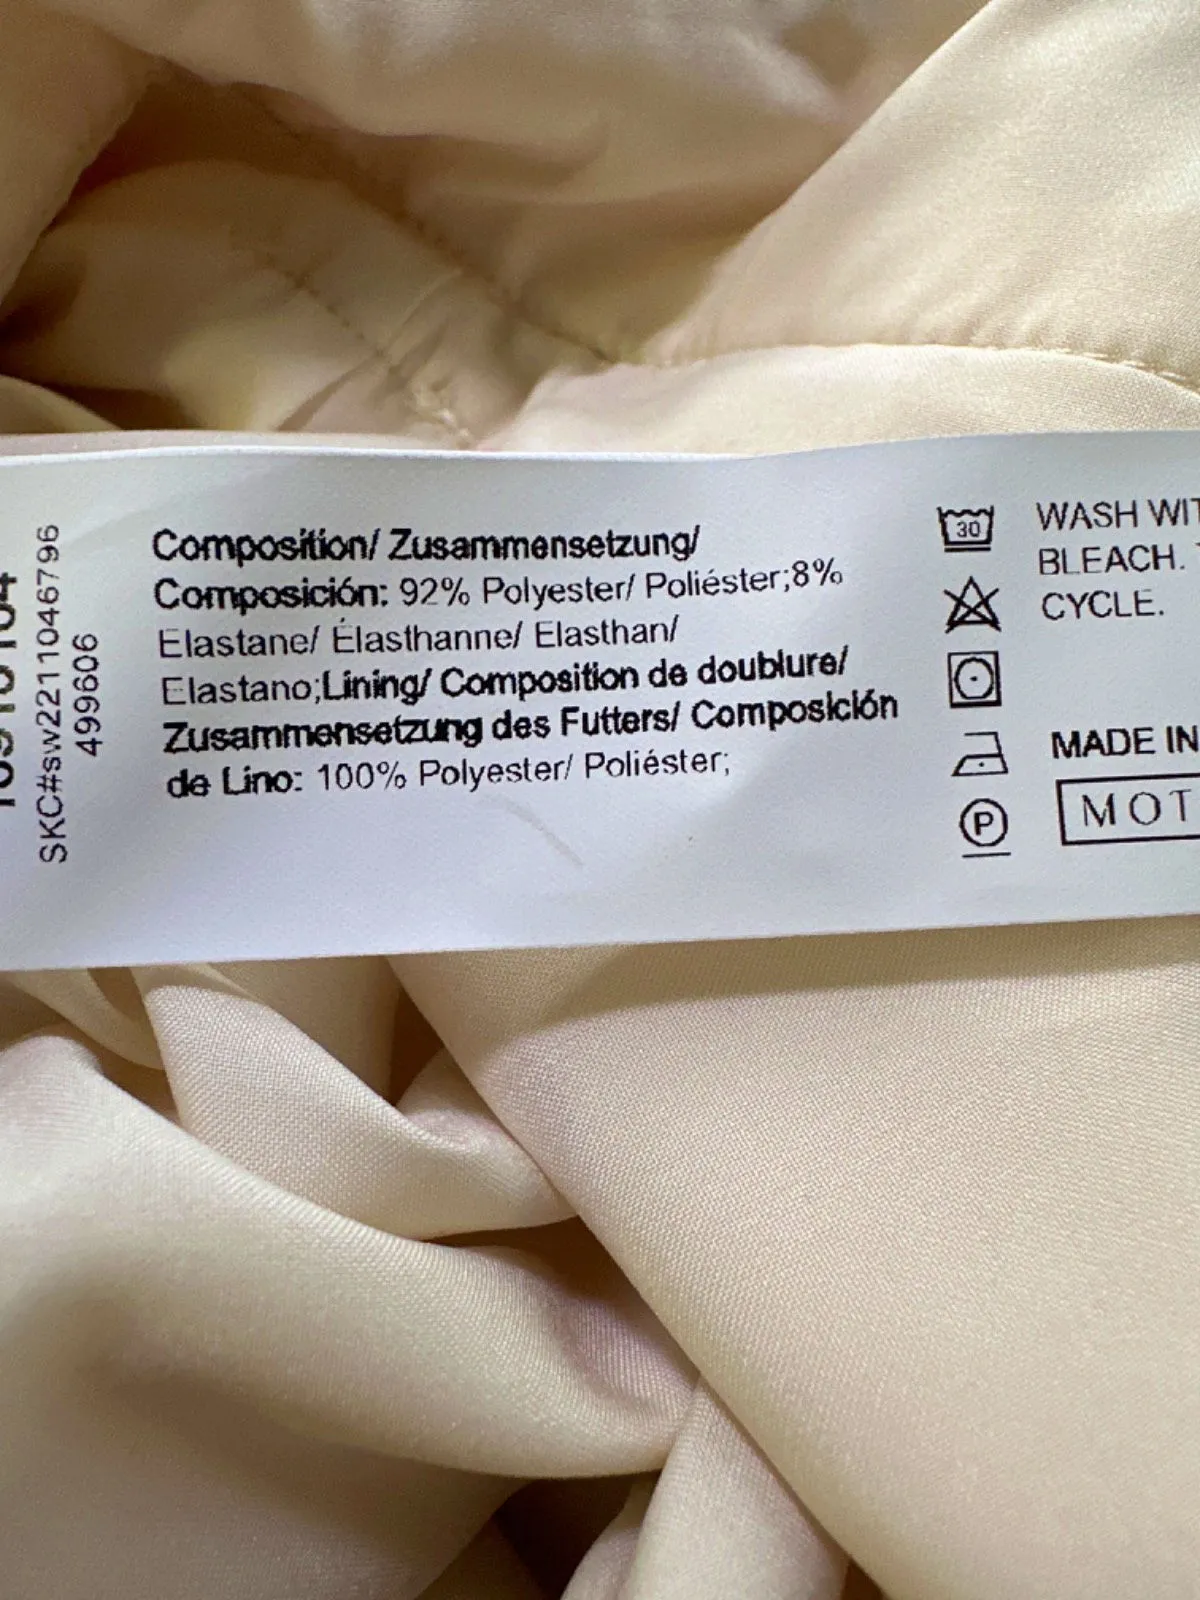 SKC#sw2211046796
499606
Composition/ Zusammensetzung/
Composición: 92% Polyester/ Poliéster;8%
Elastane/ Élasthanne/ Elasthan/
Elastano;Lining/ Composition de doublure/
Zusammensetzung des Futters/ Composición
de Lino: 100% Polyester/ Poliéster;
30
P
WASH WIT
BLEACH.
CYCLE.
MADE IN
MOT